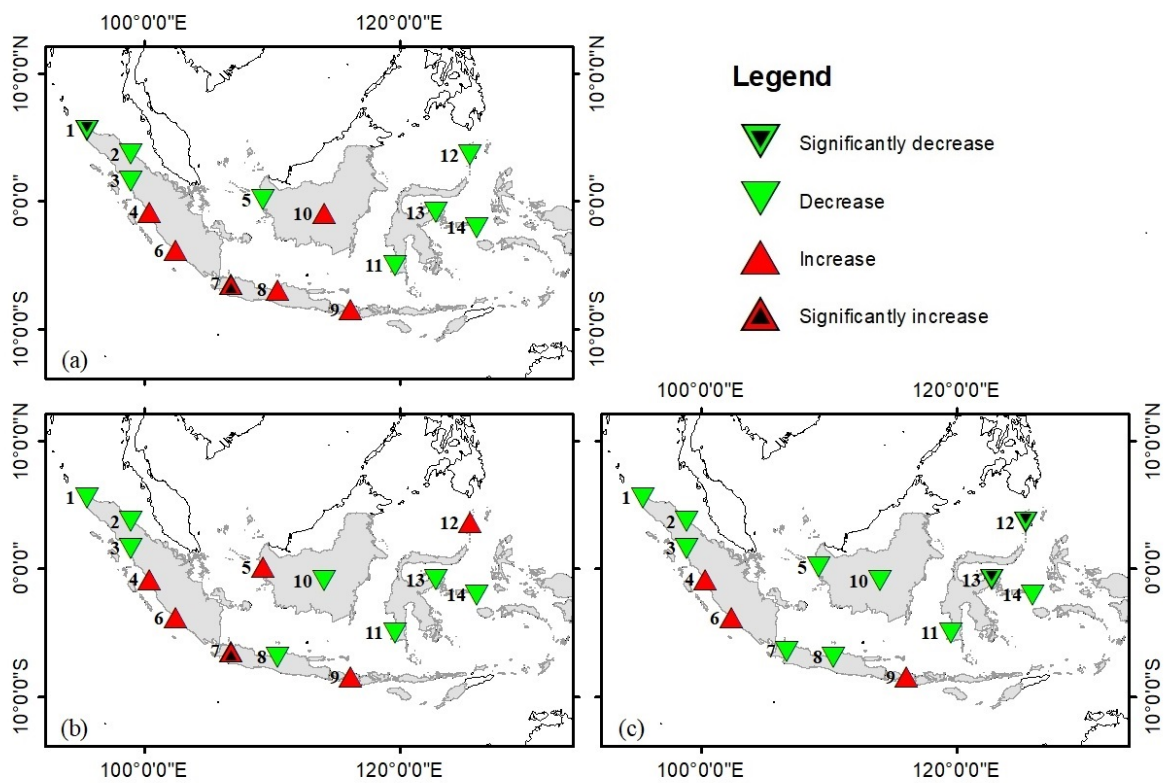 100°0'0"E 120°0'0"E
10°0'0"N 10°0'0"N
0°0'0" 0°0'0"
10°0'0"S 10°0'0"S
1
2
3
4
5
6
7
8
9
10
11
12
13
14
(a)
Legend
Significantly decrease
Decrease
Increase
Significantly increase
10°0'0"N
0°0'0"
10°0'0"S
1
2
3
4
5
6
7
8
9
10
11
12
13
14
(b)
100°0'0"E 120°0'0"E
100°0'0"E 120°0'0"E
10°0'0"N
0°0'0"
10°0'0"S
1
2
3
4
5
6
7
8
9
10
11
12
13
14
(c)
100°0'0"E 120°0'0"E